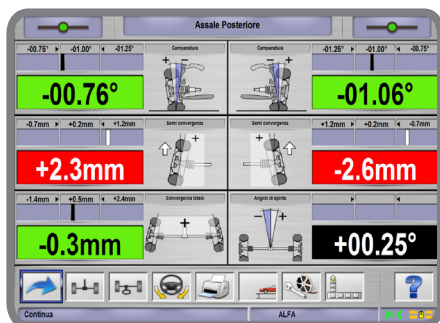 Assale Posteriore
-00.75° -01.00° -01.25°
Camperatura
Camperatura
-01.25° -01.00° -00.75°
-00.76°
-01.06°
-0.7mm +0.2mm +1.2mm
Semi convergenza
Semi convergenza
+1.2mm +0.2mm -0.7mm
+2.3mm
-2.6mm
-1.4mm +0.5mm +2.4mm
Convergenza totale
Angolo di spinta
-0.3mm
+00.25°
Continua
ALFA